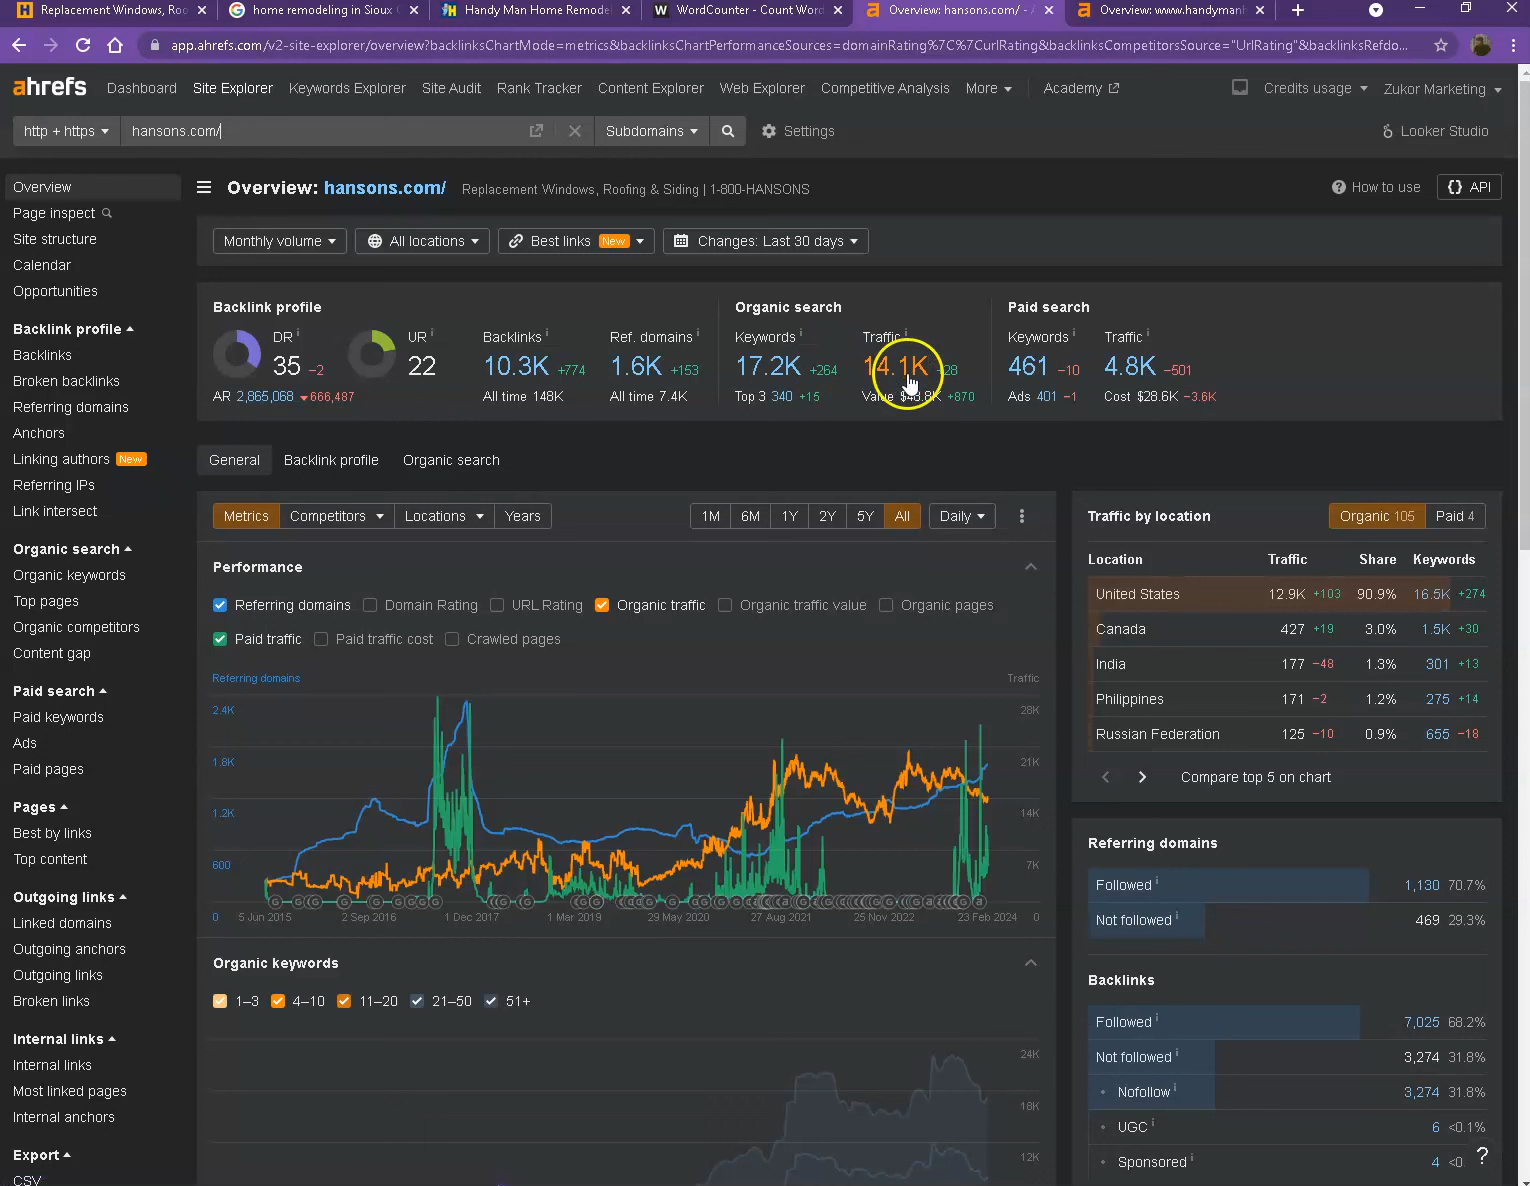 Replacement Windows, Roo
home remodeling in Sioux
Handy Man Home Remodel
WordCounter - Count Word
Overview: hansons.com/ -
Overview: www.handyman
app.ahrefs.com/v2-site-explorer/overview?backlinksChartMode=metrics&backlinksChartPerformanceSources=domainRating%7C%7CurlRating&backlinksCompetitorsSource="UrlRating"&backlinksRefdo...
ahrefs Dashboard Site Explorer Keywords Explorer Site Audit Rank Tracker Content Explorer Web Explorer Competitive Analysis More Academy Credits usage Zukor Marketing
http + https hansons.com/ Subdomains Settings Looker Studio
Overview
Page inspect
Site structure
Calendar
Opportunities
Backlink profile
Backlinks
Broken backlinks
Referring domains
Anchors
Linking authors New
Referring IPs
Link intersect
Organic search
Organic keywords
Top pages
Organic competitors
Content gap
Paid search
Paid keywords
Ads
Paid pages
Pages
Best by links
Top content
Outgoing links
Linked domains
Outgoing anchors
Outgoing links
Broken links
Internal links
Internal links
Most linked pages
Internal anchors
Export
CSV
Overview: hansons.com/ Replacement Windows, Roofing & Siding | 1-800-HANSONS How to use {} API
Monthly volume All locations Best links New Changes: Last 30 days
Backlink profile
DR i UR i Backlinks i Ref. domains i
35 -2 22 10.3K +774 1.6K +153
AR 2,865,068 666,487 All time 148K All time 7.4K
Organic search
Keywords i Traffic i
17.2K +264 14.1K
Top 3 340 +15 Value +870
Paid search
Keywords i Traffic i
461 -10 4.8K -501
Ads 401 -1 Cost $28.6K -3.6K
General Backlink profile Organic search
Metrics Competitors Locations Years 1M 6M 1Y 2Y 5Y All Daily
Performance
Referring domains Domain Rating URL Rating Organic traffic Organic traffic value Organic pages
Paid traffic Paid traffic cost Crawled pages
Referring domains Traffic
2.4K 28K
1.8K 21K
1.2K 14K
600 7K
0 5 Jun 2015 2 Sep 2016 1 Dec 2017 1 Mar 2019 29 May 2020 27 Aug 2021 25 Nov 2022 23 Feb 2024 0
Organic keywords
1–3 4–10 11–20 21–50 51+
24K
18K
12K
Traffic by location Organic 105 Paid 4
Location Traffic Share Keywords
United States 12.9K +103 90.9% 16.5K +274
Canada 427 +19 3.0% 1.5K +30
India 177 -48 1.3% 301 +13
Philippines 171 -2 1.2% 275 +14
Russian Federation 125 -10 0.9% 655 -18
Compare top 5 on chart
Referring domains
Followed i 1,130 70.7%
Not followed i 469 29.3%
Backlinks
Followed i 7,025 68.2%
Not followed i 3,274 31.8%
• Nofollow i 3,274 31.8%
• UGC i 6 <0.1%
• Sponsored i 4 <0.
?